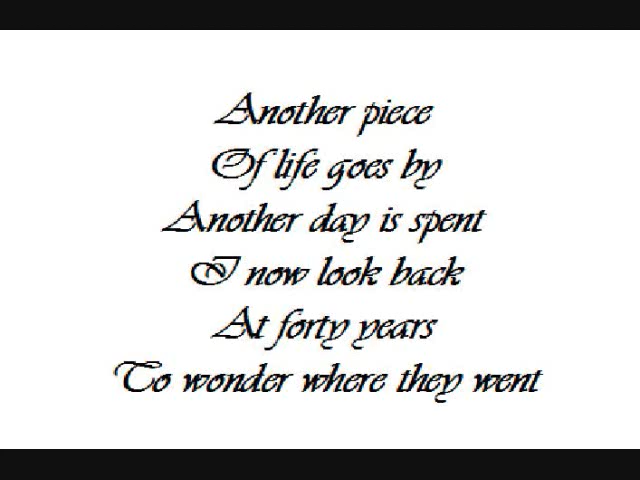 Another piece
Of life goes by
Another day is spent
I now look back
At forty years
To wonder where they went